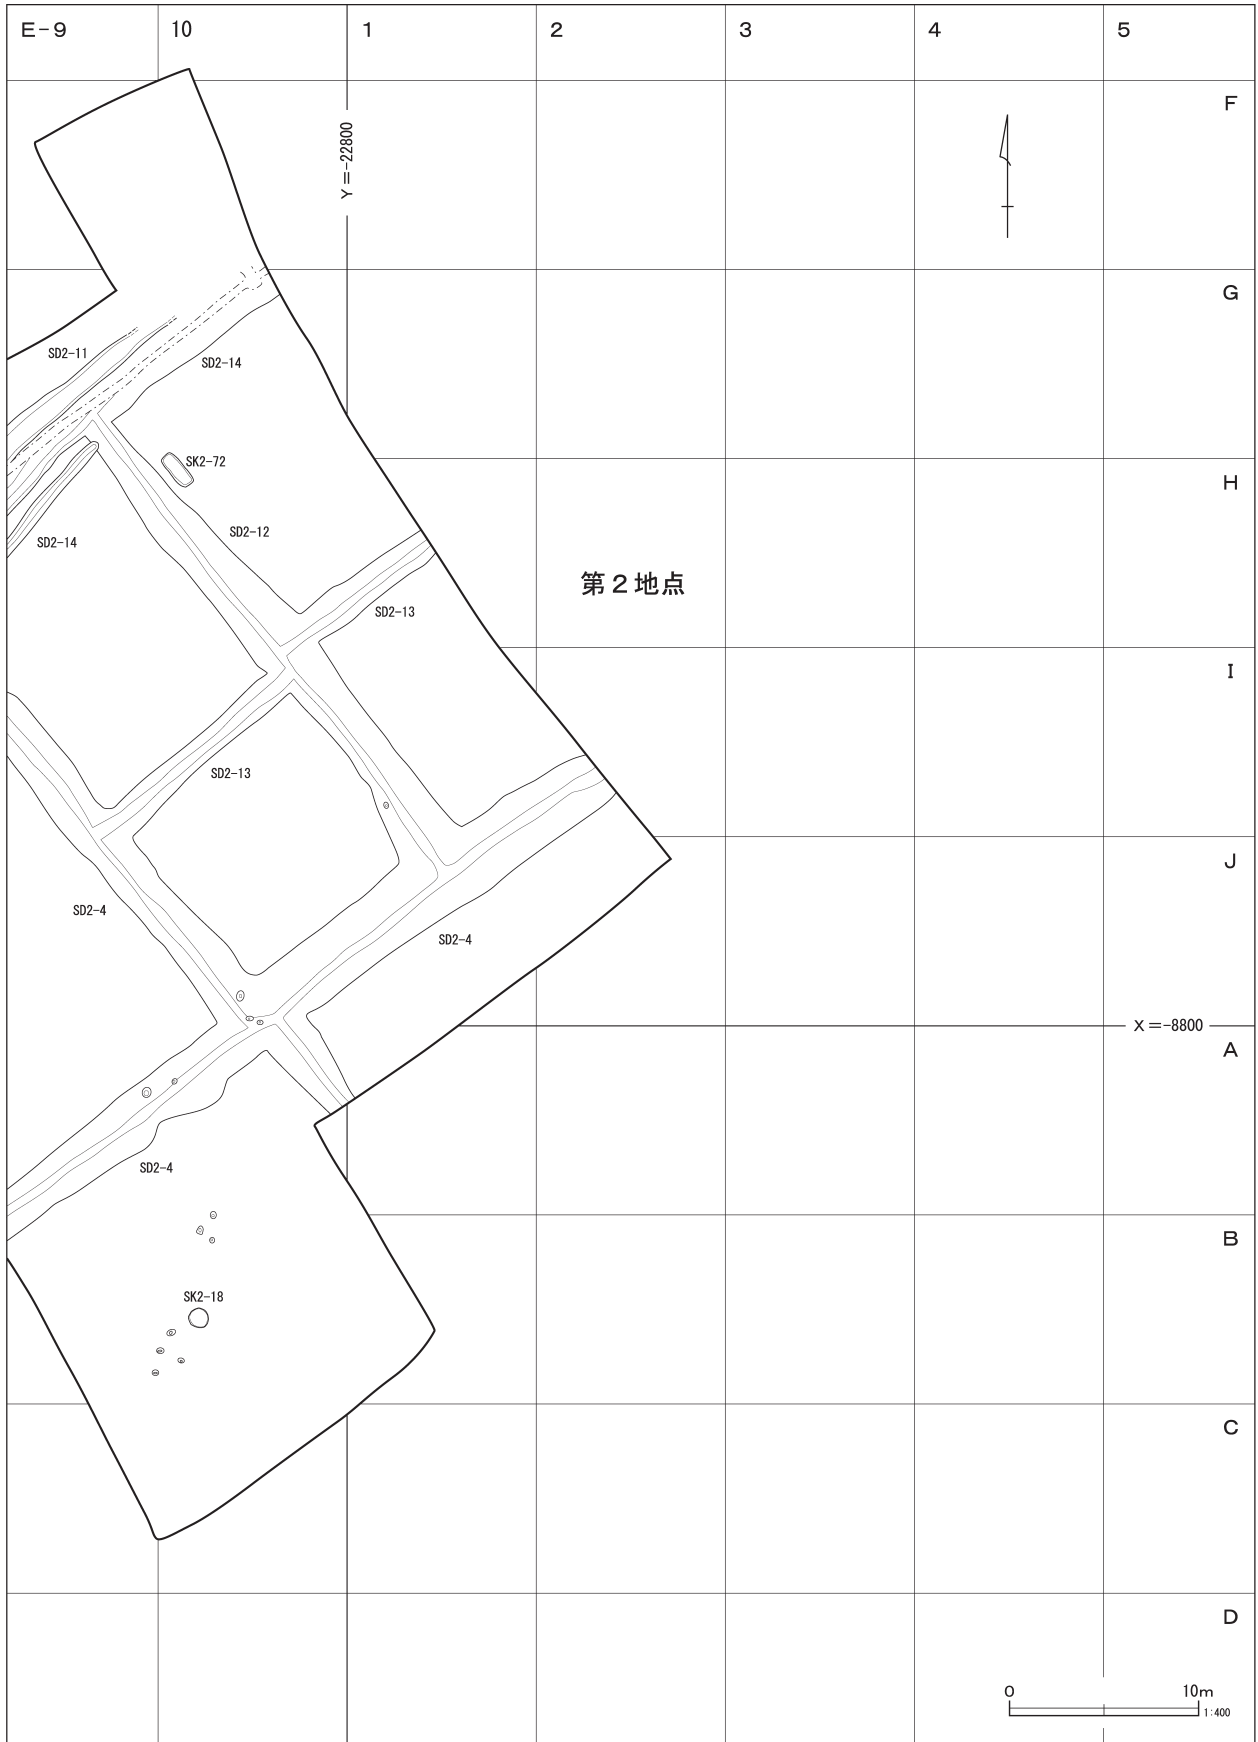 E-9 10 1 2 3 4 5
F
Y=-22800
G
SD2-11
SD2-14
SK2-72
H
SD2-12
SD2-14
第2地点
SD2-13
I
SD2-13
J
SD2-4
SD2-4
X=-8800
A
SD2-4
B
SK2-18
C
D
0 10m
1:400